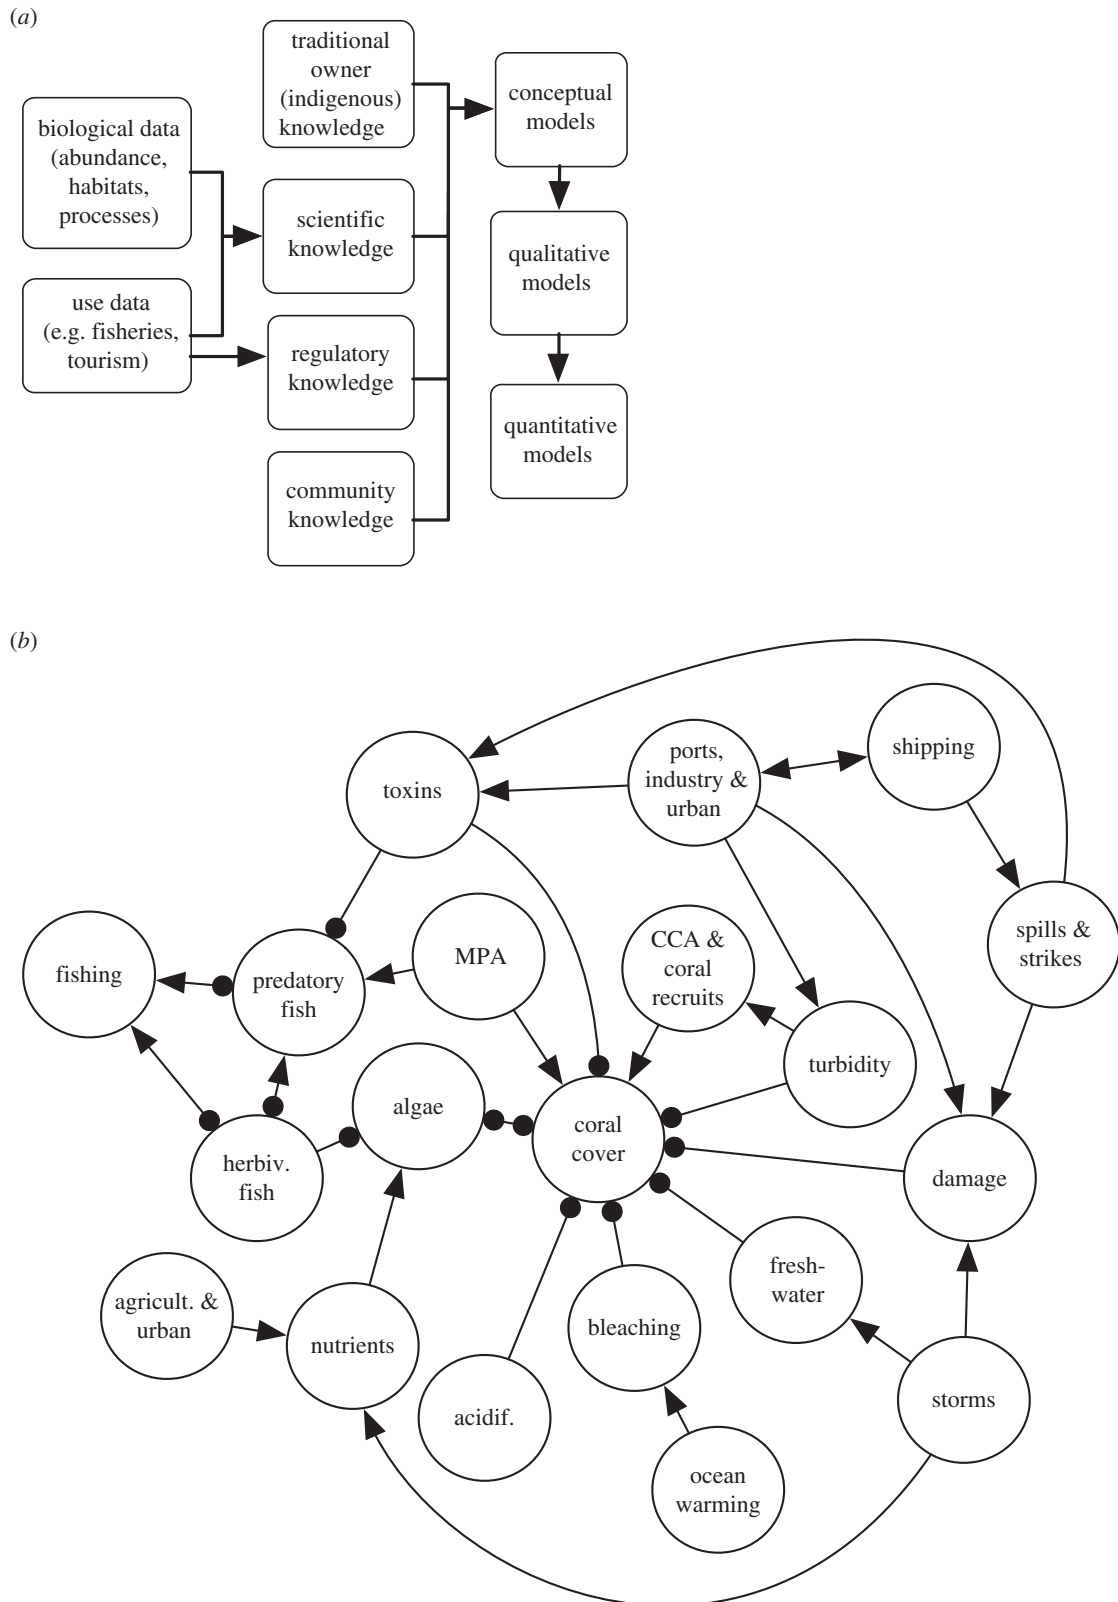 (a)
traditional
owner
(indigenous)
knowledge
conceptual
models
biological data
(abundance,
habitats,
processes)
scientific
knowledge
qualitative
models
use data
(e.g. fisheries,
tourism)
regulatory
knowledge
quantitative
models
community
knowledge
(b)
toxins
ports,
industry &
urban
shipping
fishing
predatory
fish
MPA
CCA &
coral
recruits
spills &
strikes
turbidity
algae
coral
cover
herbiv.
fish
damage
agricult. &
urban
nutrients
acidif.
bleaching
fresh-
water
storms
ocean
warming